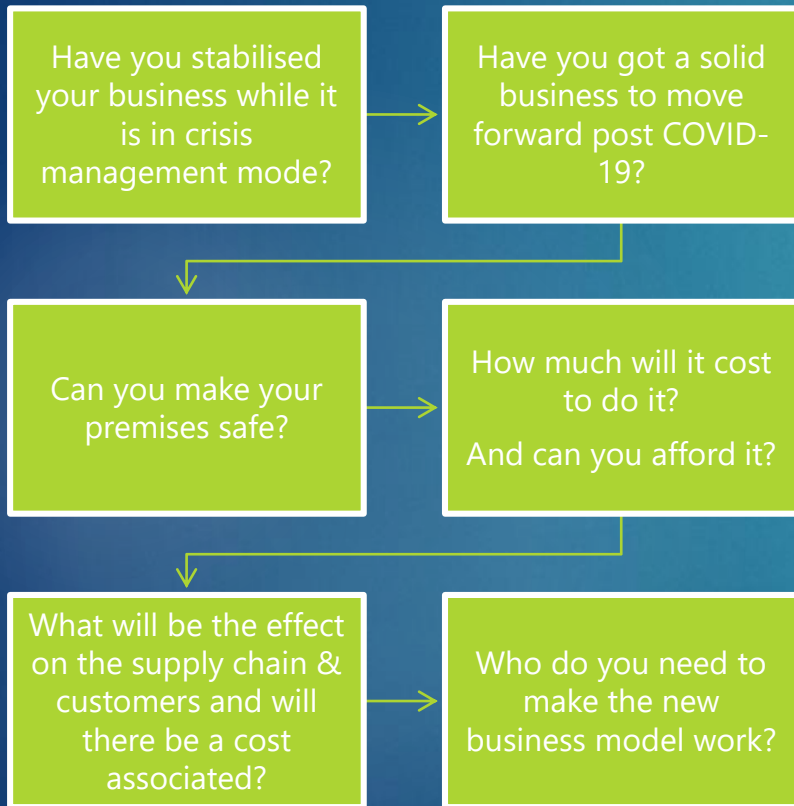 Have you stabilised
your business while it
is in crisis
management mode?
Have you got a solid
business to move
forward post COVID-
19?
Can you make your
premises safe?
How much will it cost
to do it?
And can you afford it?
What will be the effect
on the supply chain &
customers and will
there be a cost
associated?
Who do you need to
make the new
business model work?